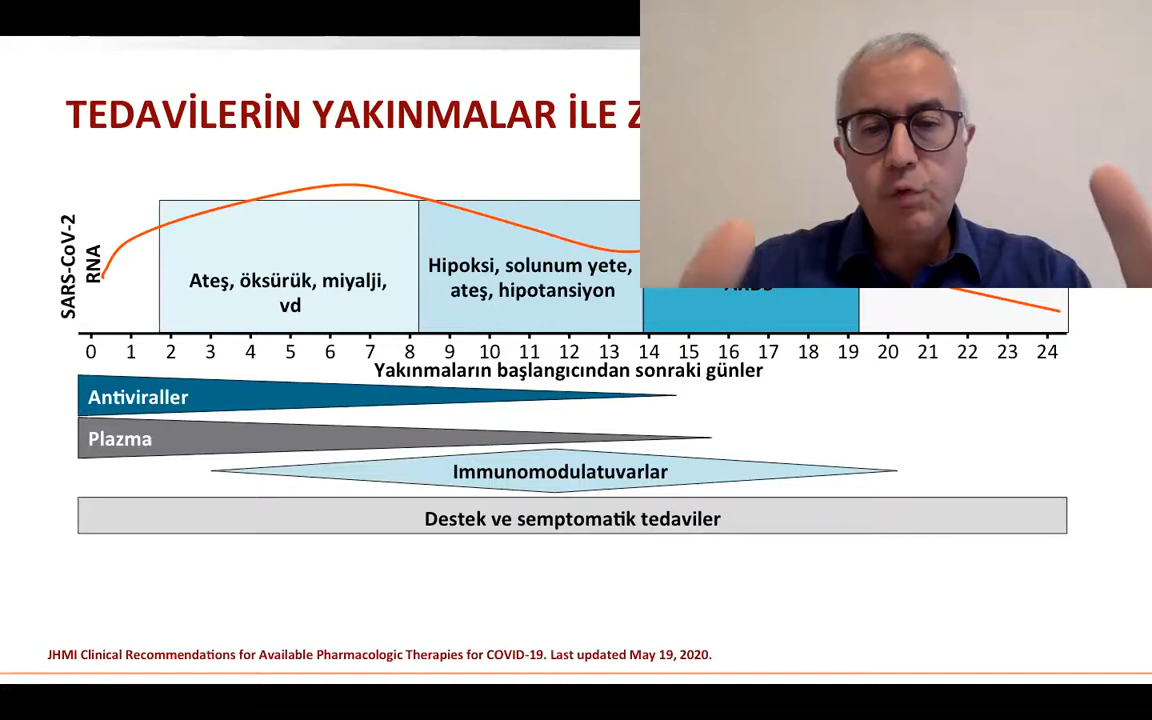 TEDAVİLERİN YAKINMALAR İLE
SARS-CoV-2
RNA
Ateş, öksürük, miyalji,
vd
Hipoksi, solunum yete,
ateş, hipotansiyon
0 1 2 3 4 5 6 7 8 9 10 11 12 13 14 15 16 17 18 19 20 21 22 23 24
Yakınmaların başlangıcından sonraki günler
Antiviraller
Plazma
Immunomodulatuvarlar
Destek ve semptomatik tedaviler
JHMI Clinical Recommendations for Available Pharmacologic Therapies for COVID-19. Last updated May 19, 2020.